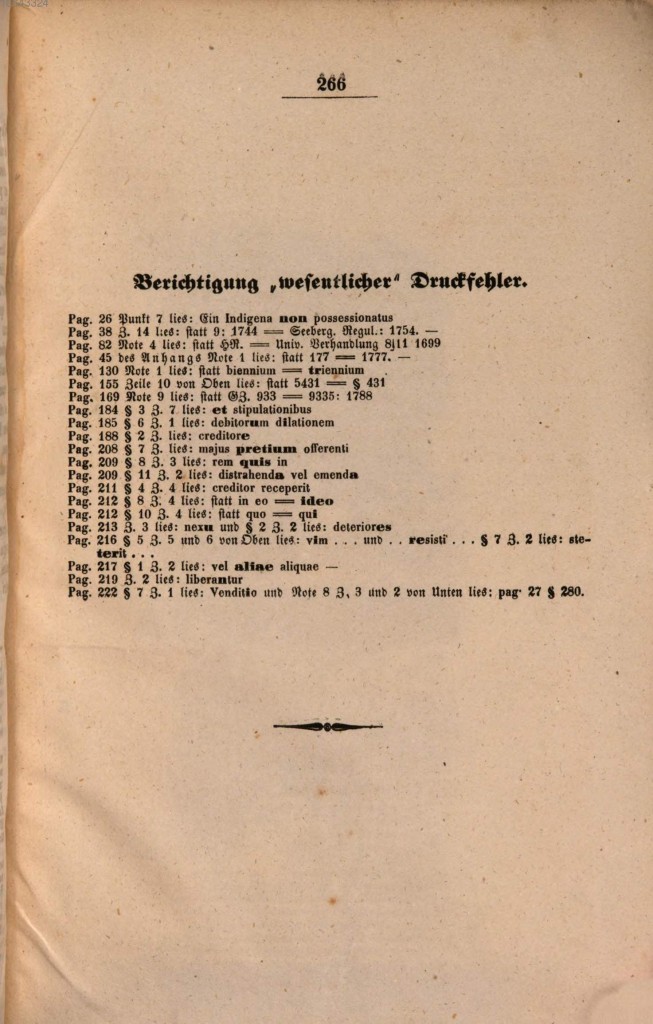 266
Berichtigung „wesentlicher“ Druckfehler.
Pag. 26 Punkt 7 lies: Ein Indigena non possessionatus
Pag. 38 Z. 14 lies: statt 9: 1744 = Seeberg. Regul.: 1754. —
Pag. 82 Note 4 lies: statt HR. = Univ. Verhandlung 8j11 1699
Pag. 45 des Anhangs Note 1 lies: statt 177 = 1777. —
Pag. 130 Note 1 lies: statt biennium = triennium
Pag. 155 Zeile 10 von Oben lies: statt 5431 = § 431
Pag. 169 Note 9 lies: statt GZ. 933 = 9335: 1788
Pag. 184 § 3 Z. 7 lies: et stipulationibus
Pag. 185 § 6 Z. 1 lies: debitorum dilationem
Pag. 188 § 2 Z. lies: creditore
Pag. 208 § 7 Z. lies: majus pretium offerenti
Pag. 209 § 8 Z. 3 lies: rem quis in
Pag. 209 § 11 Z. 2 lies: distrahenda vel emenda
Pag. 211 § 4 Z. 4 lies: creditor receperit
Pag. 212 § 8 Z. 4 lies: statt in eo = ideo
Pag. 212 § 10 Z. 4 lies: statt quo = qui
Pag. 213 Z. 3 lies: nexu und § 2 Z. 2 lies: deteriores
Pag. 216 § 5 Z. 5 und 6 von Oben lies: vim . . . und . . resisti . . . § 7 Z. 2 lies: ste-
terit . . .
Pag. 217 § 1 Z. 2 lies: vel aliae aliquae —
Pag. 219 Z. 2 lies: liberantur
Pag. 222 § 7 Z. 1 lies: Venditio und Note 8 Z, 3 und 2 von Unten lies: pag· 27 § 280.